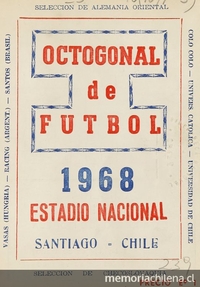 SELECCION DE ALEMANIA ORIENTAL
OCTOGONAL
de
FUTBOL
1968
ESTADIO NACIONAL
SANTIAGO - CHILE
VASAS (HUNGRIA) — RACING (ARGENT.) — SANTOS (BRASIL)
COLO COLO — UNIVERS. CATOLICA — UNIVERSIDAD DE CHILE
SELECCION DE
www.memoriachilena.cl